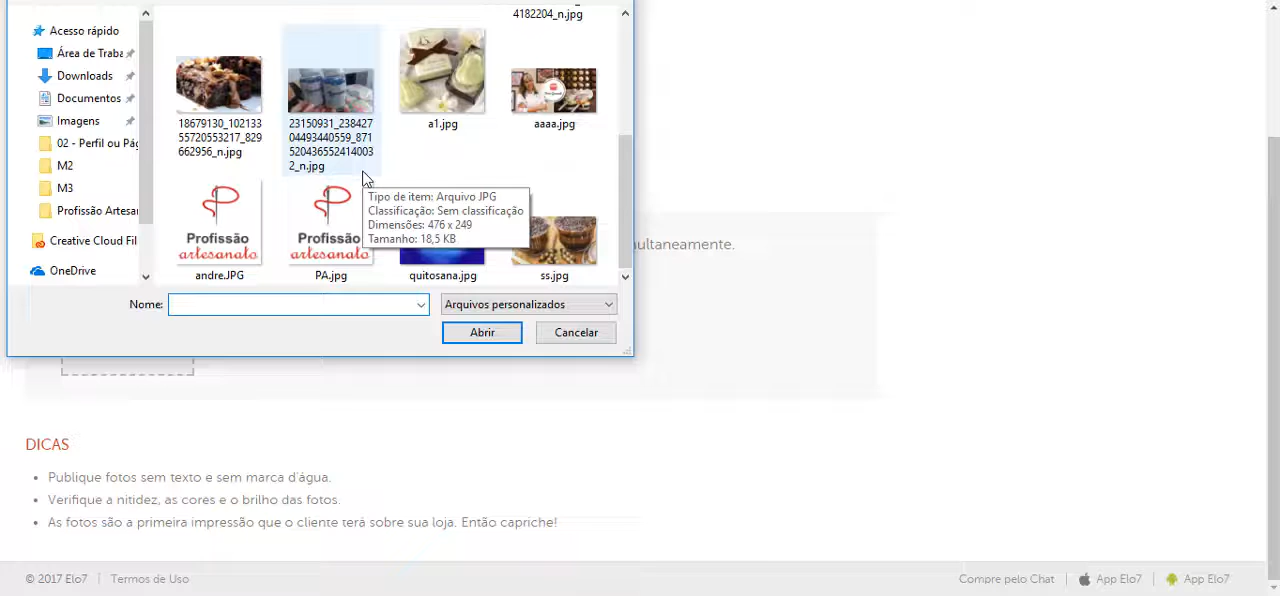 Acesso rápido
Área de Traba
Downloads
Documentos
Imagens
02 - Perfil ou Pág
M2
M3
Profissão Artesa
Creative Cloud Fil
OneDrive
4182204_n.jpg
18679130_102133
55720553217_829
662956_n.jpg
23150931_238427
04493440559_871
520436552414003
2_n.jpg
a1.jpg
aaaa.jpg
Profissão
artesanato
andre.JPG
Profissão
artesanato
PA.jpg
quitosana.jpg
ss.jpg
Tipo de item: Arquivo JPG
Classificação: Sem classificação
Dimensões: 476 x 249
Tamanho: 18,5 KB
Nome:
Arquivos personalizados
Abrir
Cancelar
ultaneamente.
DICAS
• Publique fotos sem texto e sem marca d'água.
• Verifique a nitidez, as cores e o brilho das fotos.
• As fotos são a primeira impressão que o cliente terá sobre sua loja. Então capriche!
© 2017 Elo7 | Termos de Uso
Compre pelo Chat | App Elo7 | App Elo7